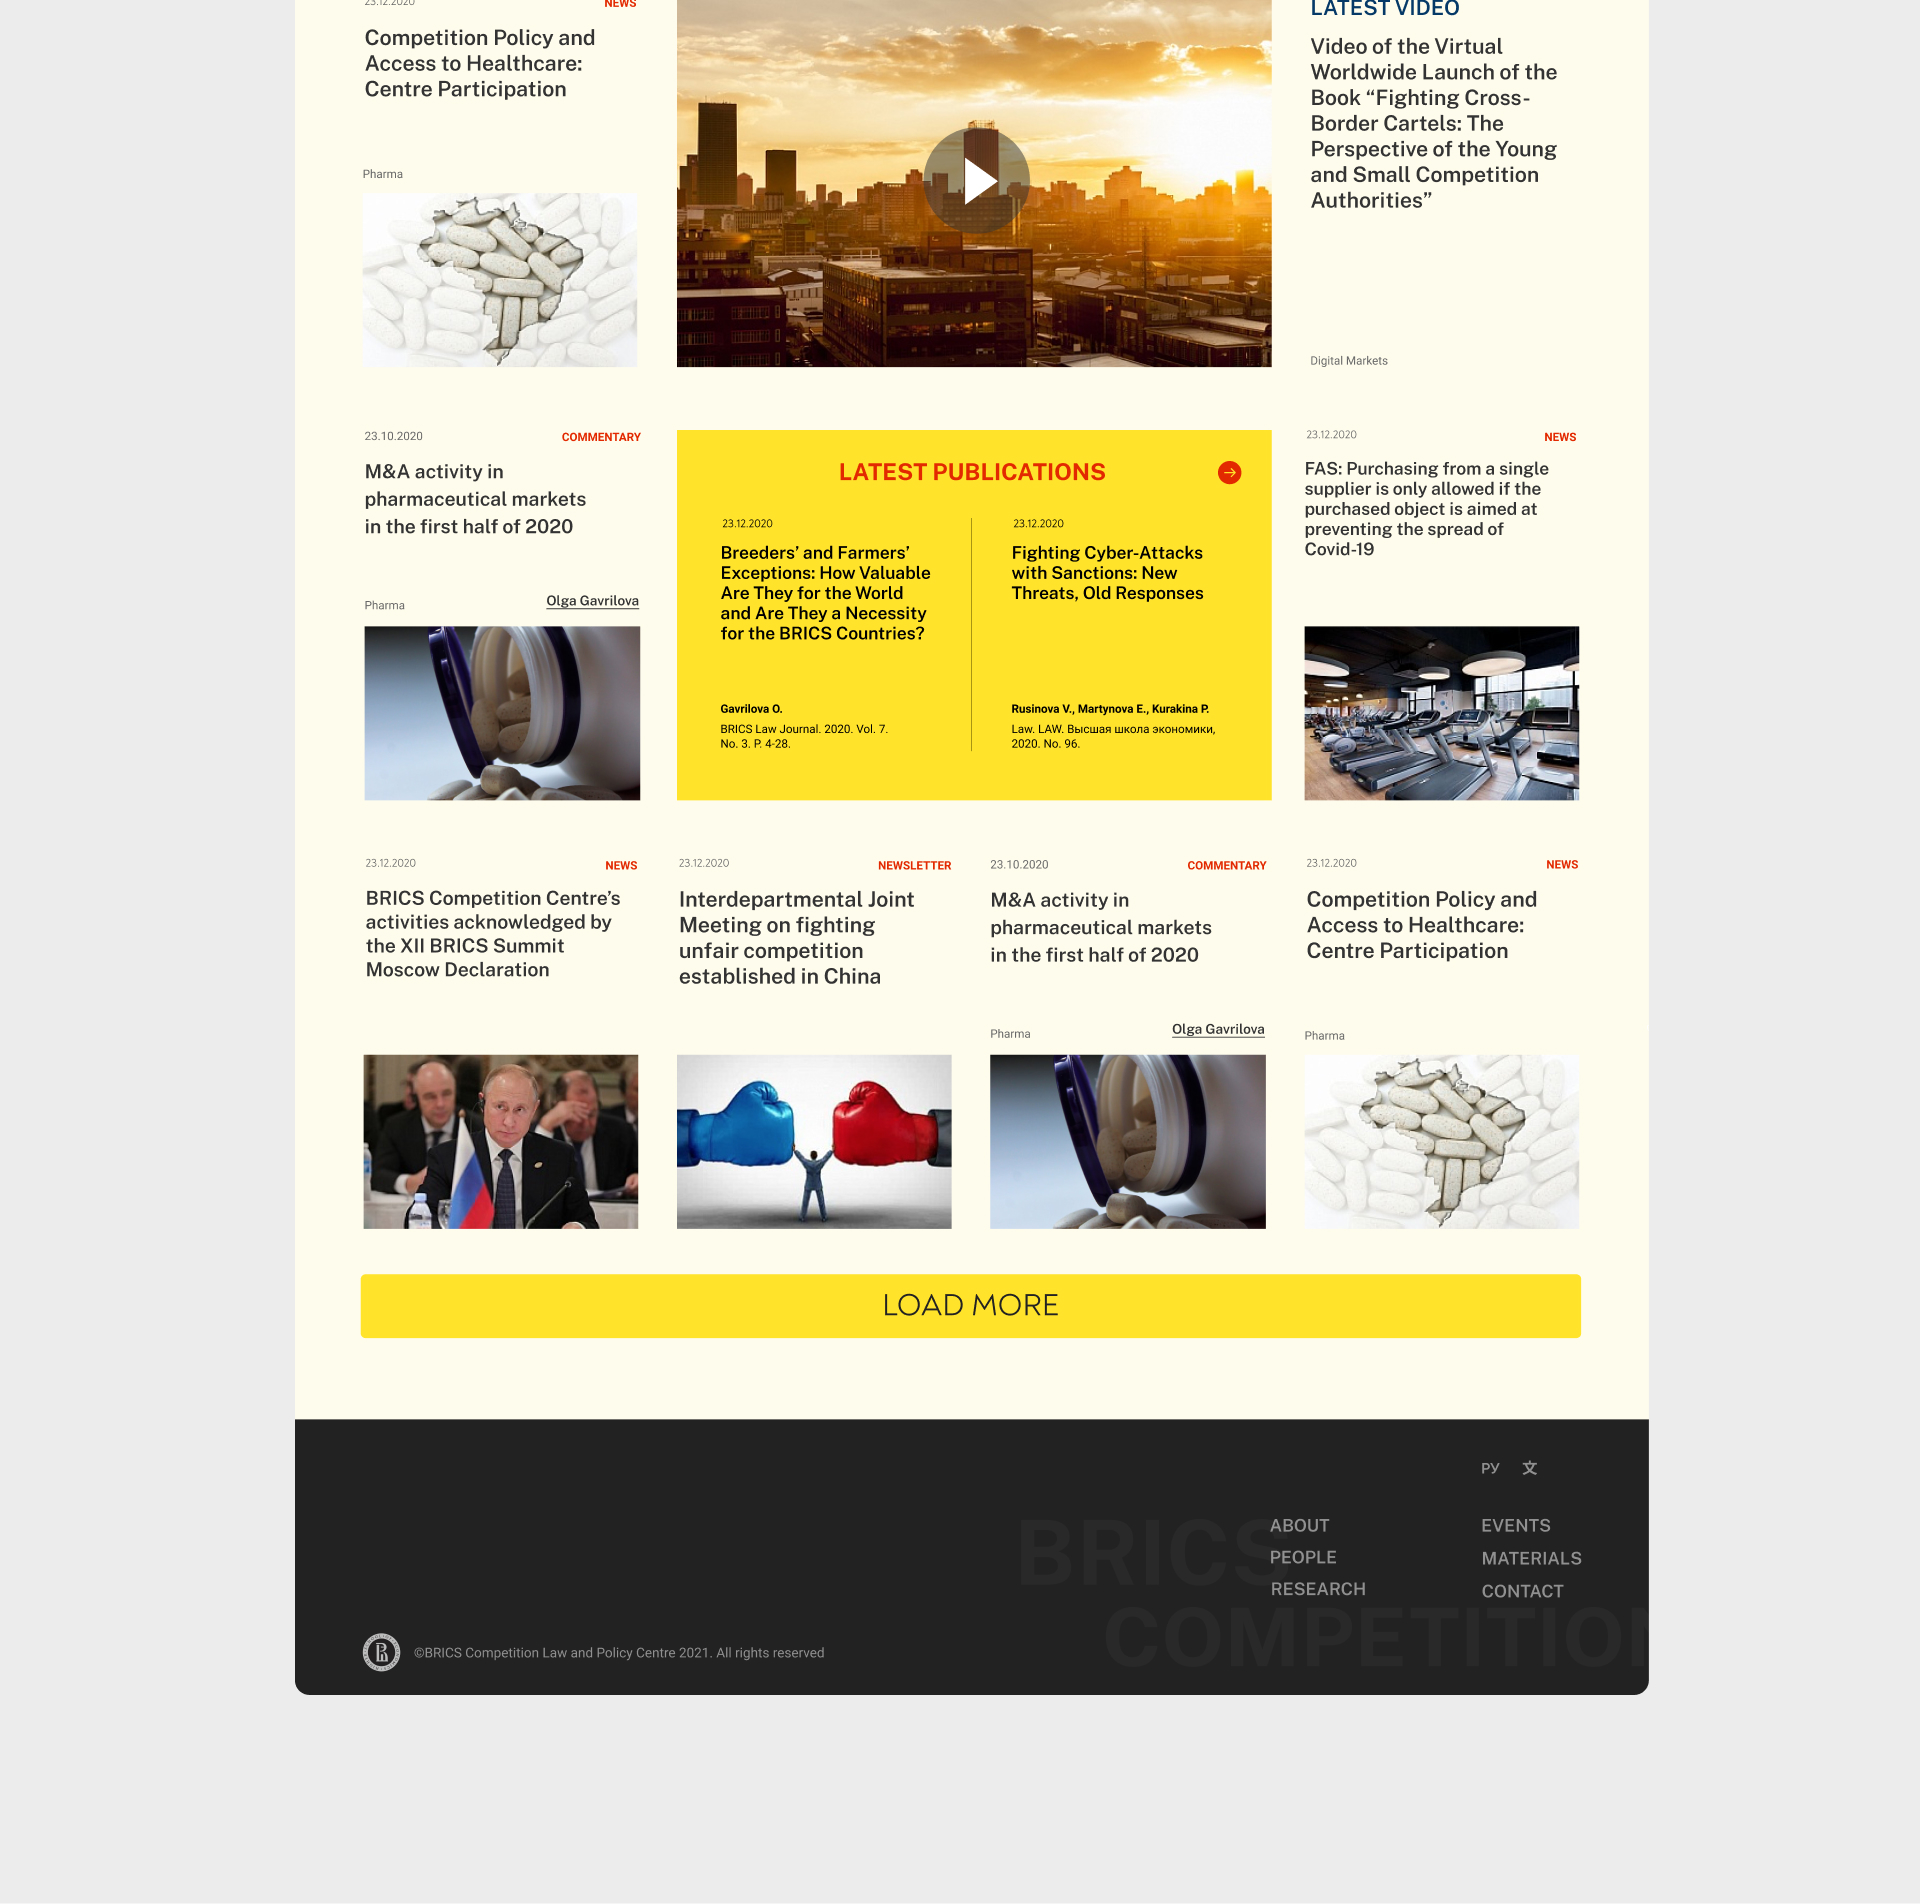 23.12.2020
NEWS
Competition Policy and
Access to Healthcare:
Centre Participation
Pharma
LATEST VIDEO
Video of the Virtual
Worldwide Launch of the
Book “Fighting Cross-
Border Cartels: The
Perspective of the Young
and Small Competition
Authorities”
Digital Markets
23.10.2020
COMMENTARY
M&A activity in
pharmaceutical markets
in the first half of 2020
Pharma
Olga Gavrilova
LATEST PUBLICATIONS
23.12.2020
Breeders’ and Farmers’
Exceptions: How Valuable
Are They for the World
and Are They a Necessity
for the BRICS Countries?
Gavrilova O.
BRICS Law Journal. 2020. Vol. 7.
No. 3. P. 4-28.
23.12.2020
Fighting Cyber-Attacks
with Sanctions: New
Threats, Old Responses
Rusinova V., Martynova E., Kurakina P.
Law. LAW. Высшая школа экономики,
2020. No. 96.
23.12.2020
NEWS
FAS: Purchasing from a single
supplier is only allowed if the
purchased object is aimed at
preventing the spread of
Covid-19
23.12.2020
NEWS
BRICS Competition Centre’s
activities acknowledged by
the XII BRICS Summit
Moscow Declaration
23.12.2020
NEWSLETTER
Interdepartmental Joint
Meeting on fighting
unfair competition
established in China
23.10.2020
COMMENTARY
M&A activity in
pharmaceutical markets
in the first half of 2020
Pharma
Olga Gavrilova
23.12.2020
NEWS
Competition Policy and
Access to Healthcare:
Centre Participation
Pharma
LOAD MORE
РУ 文
BRICS
COMPETITION
ABOUT
PEOPLE
RESEARCH
EVENTS
MATERIALS
CONTACT
©BRICS Competition Law and Policy Centre 2021. All rights reserved